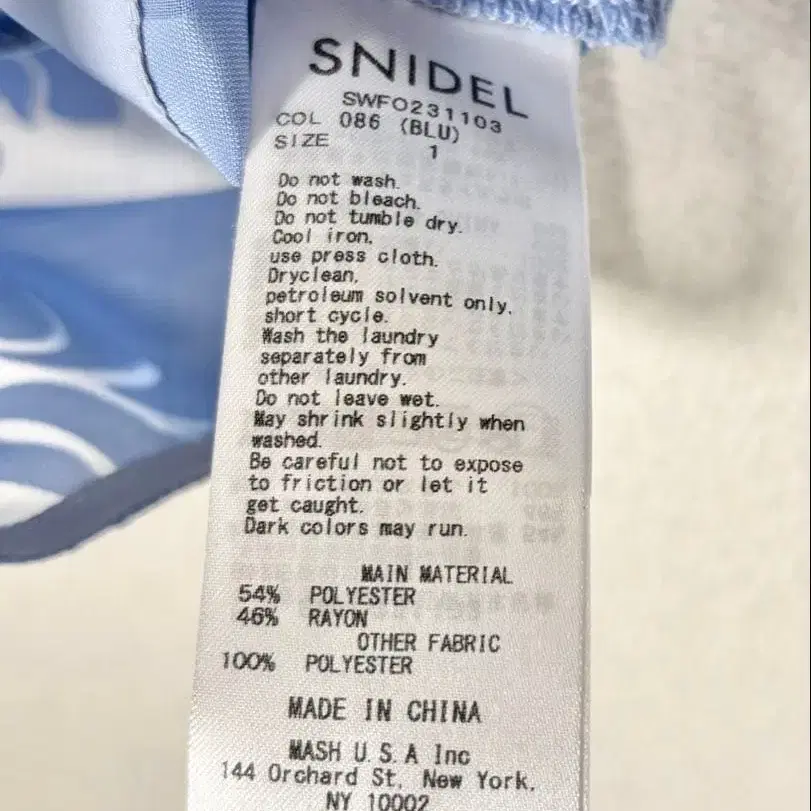 SNIDEL
SWFO231103
COL 086 (BLU)
SIZE 1
Do not wash.
Do not bleach.
Do not tumble dry.
Cool iron.
use press cloth.
Dryclean,
petroleum solvent only,
short cycle.
Wash the laundry
separately from
other laundry.
Do not leave wet.
May shrink slightly when
washed.
Be careful not to expose
to friction or let it
get caught.
Dark colors may run.
MAIN MATERIAL
54% POLYESTER
46% RAYON
OTHER FABRIC
100% POLYESTER
MADE IN CHINA
MASH U.S.A Inc
144 Orchard St, New York,
NY 10002